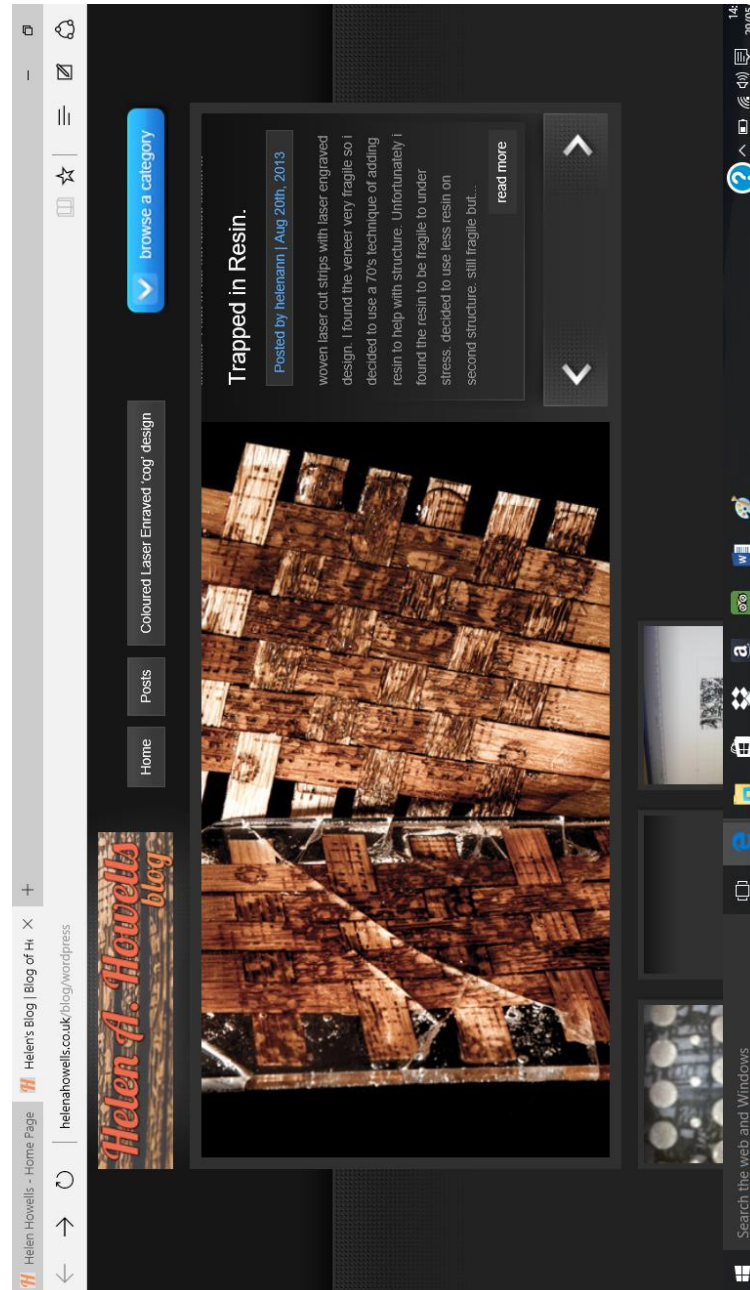 Helen Howells - Home Page
Helen's Blog | Blog of He
helenahowells.co.uk/blog/wordpress
Helen A. Howells
blog
Home
Posts
Coloured Laser Enraved 'cog' design
browse a category
Trapped in Resin.
Posted by helenann | Aug 20th, 2013
woven laser cut strips with laser engraved
design. I found the veneer very fragile so i
decided to use a 70's technique of adding
resin to help with structure. Unfortunately i
found the resin to be fragile to under
stress. decided to use less resin on
second structure. still fragile but...
read more
Search the web and Windows
14: